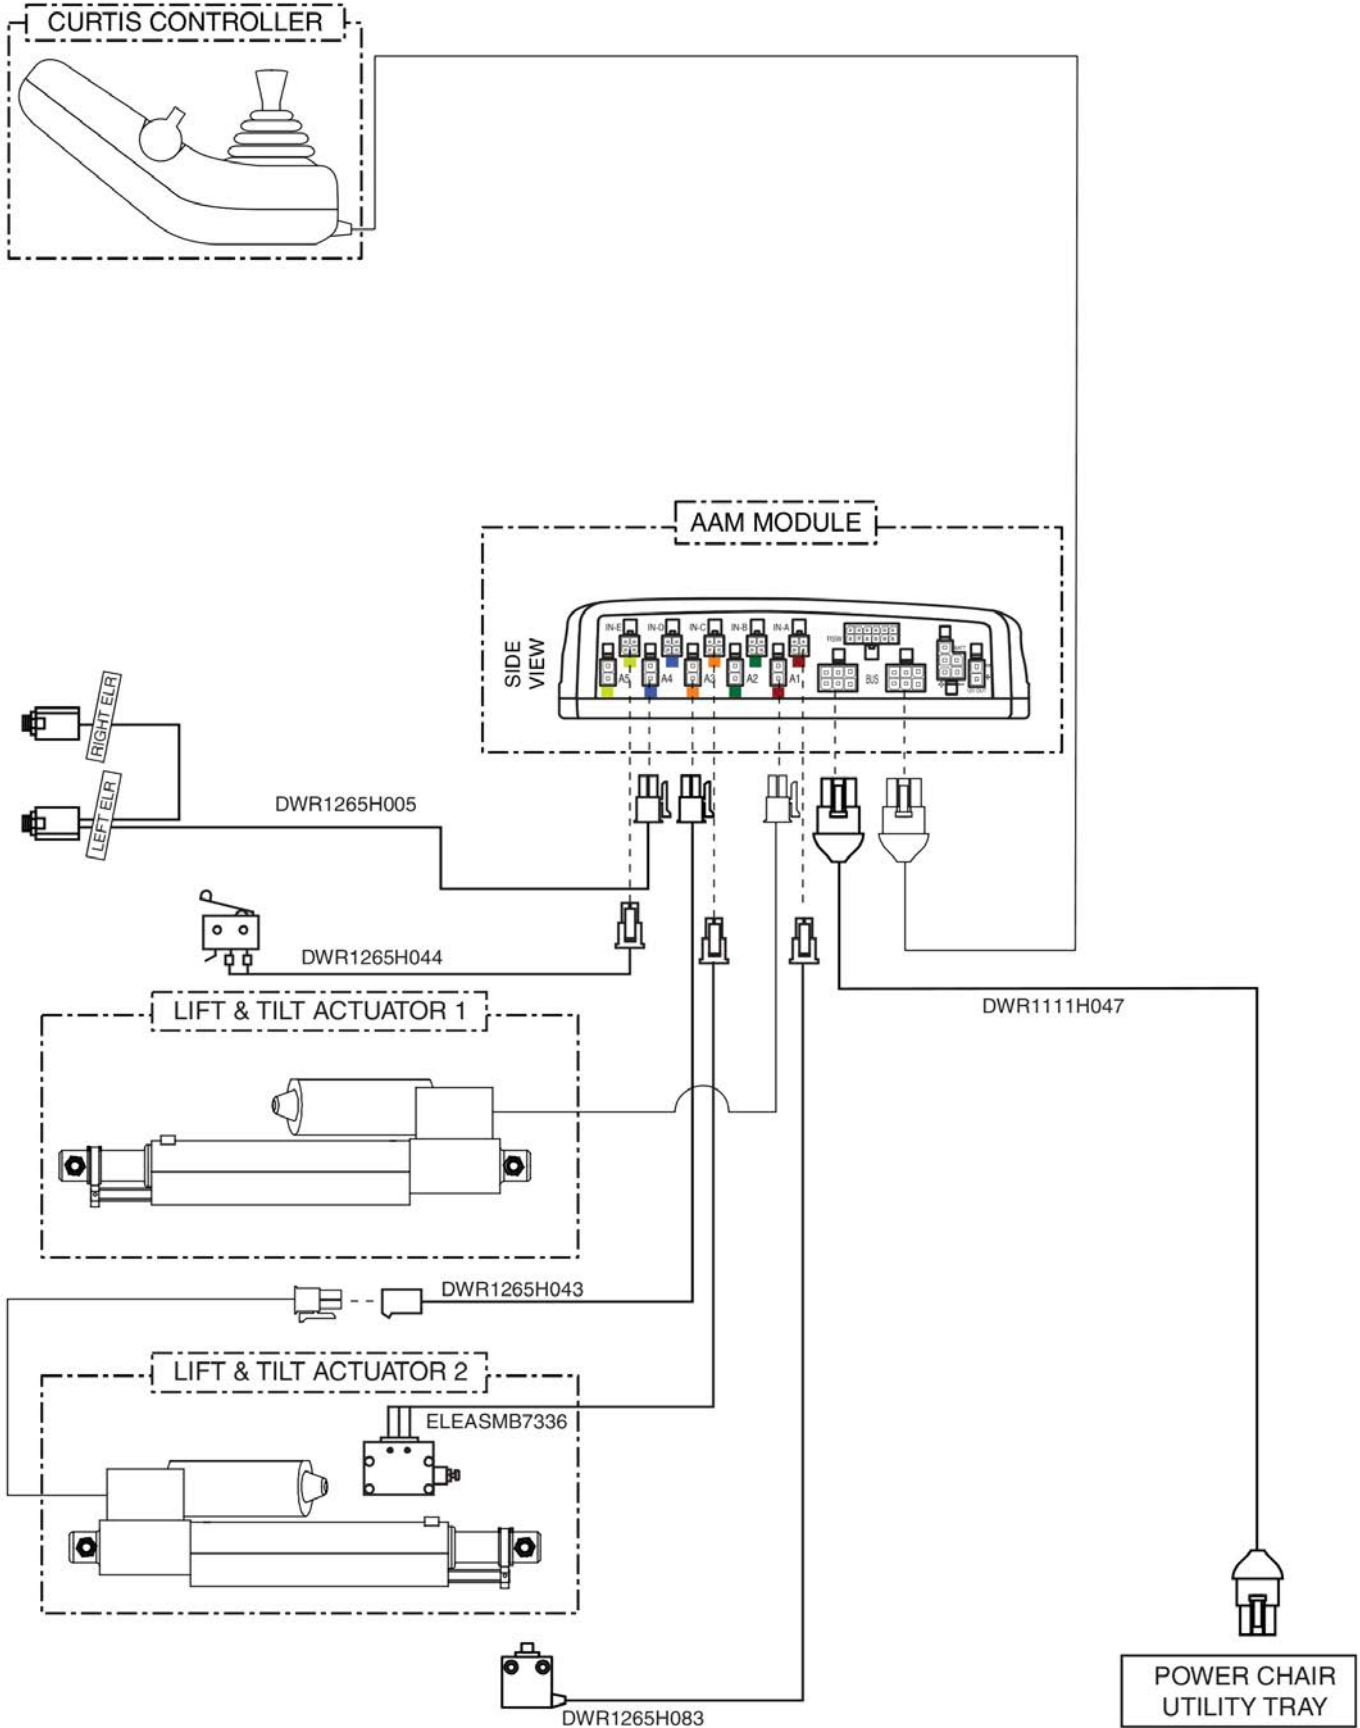 CURTIS CONTROLLER
AAM MODULE
SIDE
VIEW
IN-E IN-D IN-C IN-B IN-A
A5 A4 A3 A2 A1
BUS
BATT
RIGHT ELR
LEFT ELR
DWR1265H005
DWR1265H044
LIFT & TILT ACTUATOR 1
DWR1111H047
DWR1265H043
LIFT & TILT ACTUATOR 2
ELEASMB7336
DWR1265H083
POWER CHAIR
UTILITY TRAY